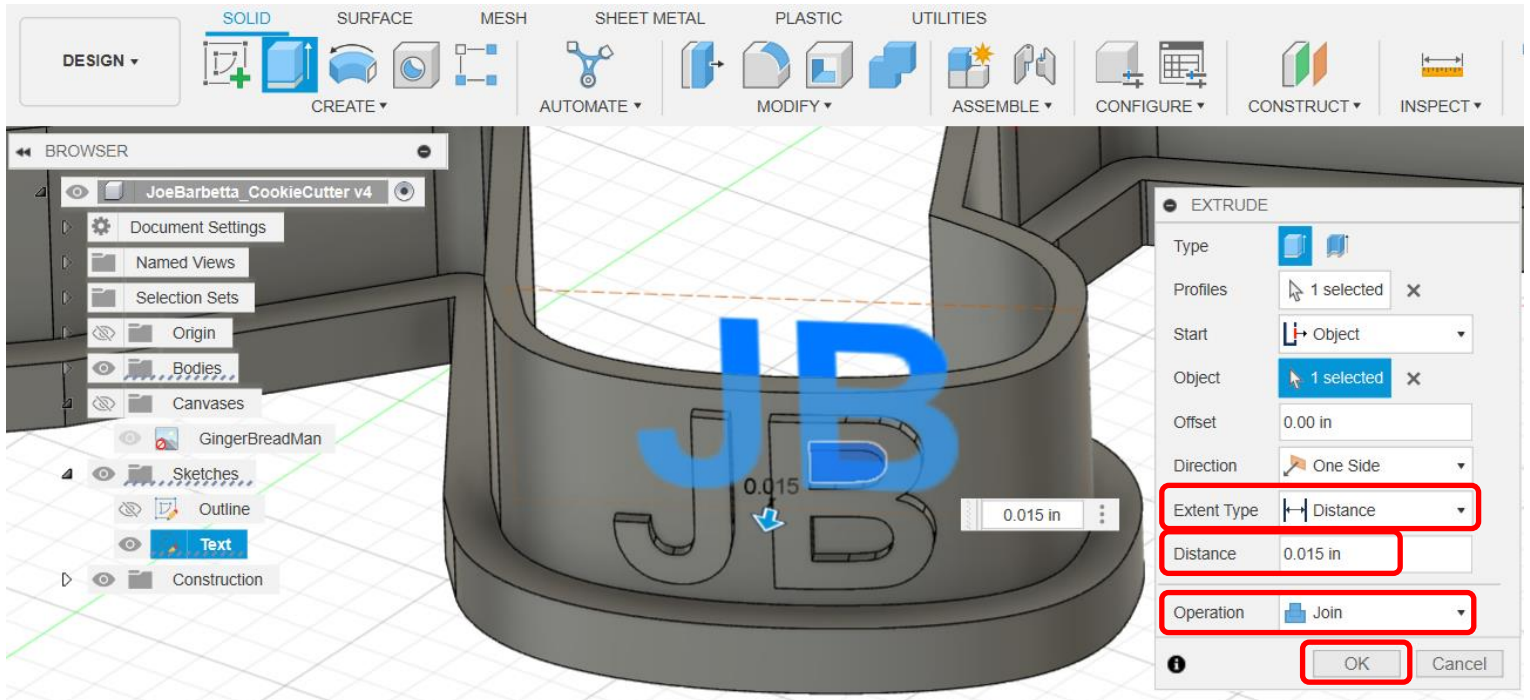 SOLID SURFACE MESH SHEET METAL PLASTIC UTILITIES
DESIGN ▾
CREATE ▾ AUTOMATE ▾ MODIFY ▾ ASSEMBLE ▾ CONFIGURE ▾ CONSTRUCT ▾ INSPECT ▾
BROWSER
JoeBarbetta_CookieCutter v4
Document Settings
Named Views
Selection Sets
Origin
Bodies
Canvases
GingerBreadMan
Sketches
Outline
Text
Construction
JB
JB
0.015
0.015 in
EXTRUDE
Type
Profiles 1 selected
Start Object
Object 1 selected
Offset 0.00 in
Direction One Side
Extent Type Distance
Distance 0.015 in
Operation Join
OK Cancel